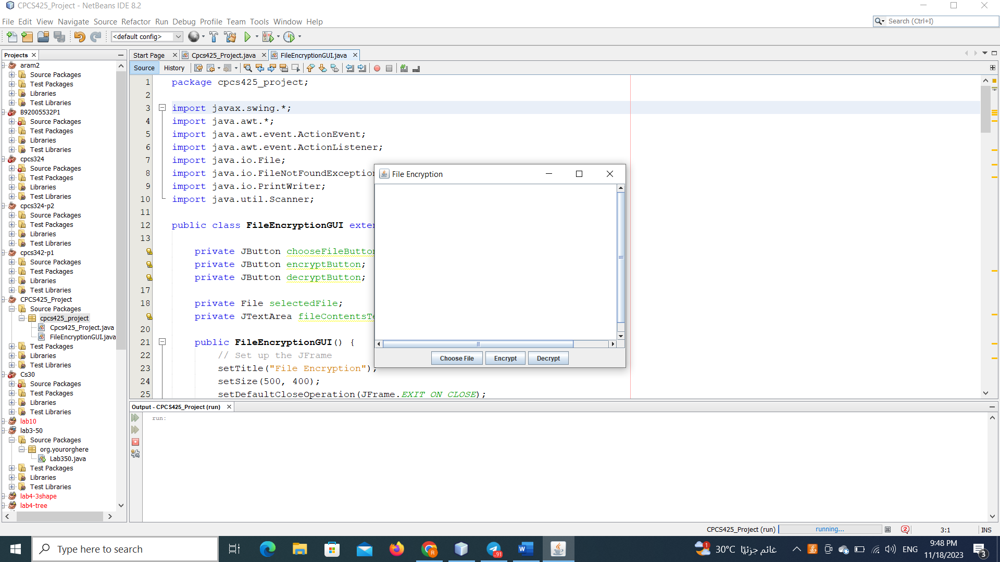 CPCS425_Project - NetBeans IDE 8.2
File Edit View Navigate Source Refactor Run Debug Profile Team Tools Window Help
Search (Ctrl+I)
<default config>
Projects
Start Page
Cpcs425_Project.java
FileEncryptionGUI.java
Source History
aram2
Source Packages
Test Packages
Libraries
Test Libraries
B92005532P1
Source Packages
Test Packages
Libraries
Test Libraries
cpcs324
Source Packages
Test Packages
Libraries
Test Libraries
cpcs324-p2
Source Packages
Test Packages
Libraries
Test Libraries
cpcs342-p1
Source Packages
Test Packages
Libraries
Test Libraries
CPCS425_Project
Source Packages
cpcs425_project
Cpcs425_Project.java
FileEncryptionGUI.java
Test Packages
Libraries
Test Libraries
Cs30
Source Packages
Test Packages
Libraries
Test Libraries
lab10
lab3-50
Source Packages
org.yourorghere
Lab350.java
Test Packages
Libraries
Test Libraries
lab4-3shape
lab4-tree
1 package cpcs425_project;
2
3 import javax.swing.*;
4 import java.awt.*;
5 import java.awt.event.ActionEvent;
6 import java.awt.event.ActionListener;
7 import java.io.File;
8 import java.io.FileNotFoundException
9 import java.io.PrintWriter;
10 import java.util.Scanner;
11
12 public class FileEncryptionGUI exten
13
private JButton chooseFileButton
private JButton encryptButton;
private JButton decryptButton;
17
18 private File selectedFile;
private JTextArea fileContentsTe
20
21 public FileEncryptionGUI() {
22 // Set up the JFrame
23 setTitle("File Encryption");
24 setSize(500, 400);
25 setDefaultCloseOperation(JFrame.EXIT_ON_CLOSE);
File Encryption
Choose File Encrypt Decrypt
Output - CPCS425_Project (run)
run:
CPCS425_Project (run) running... 2 3:1 INS
Type here to search
..91
1
30°C غائم جزئيًا
ENG
9:48 PM
11/18/2023
3